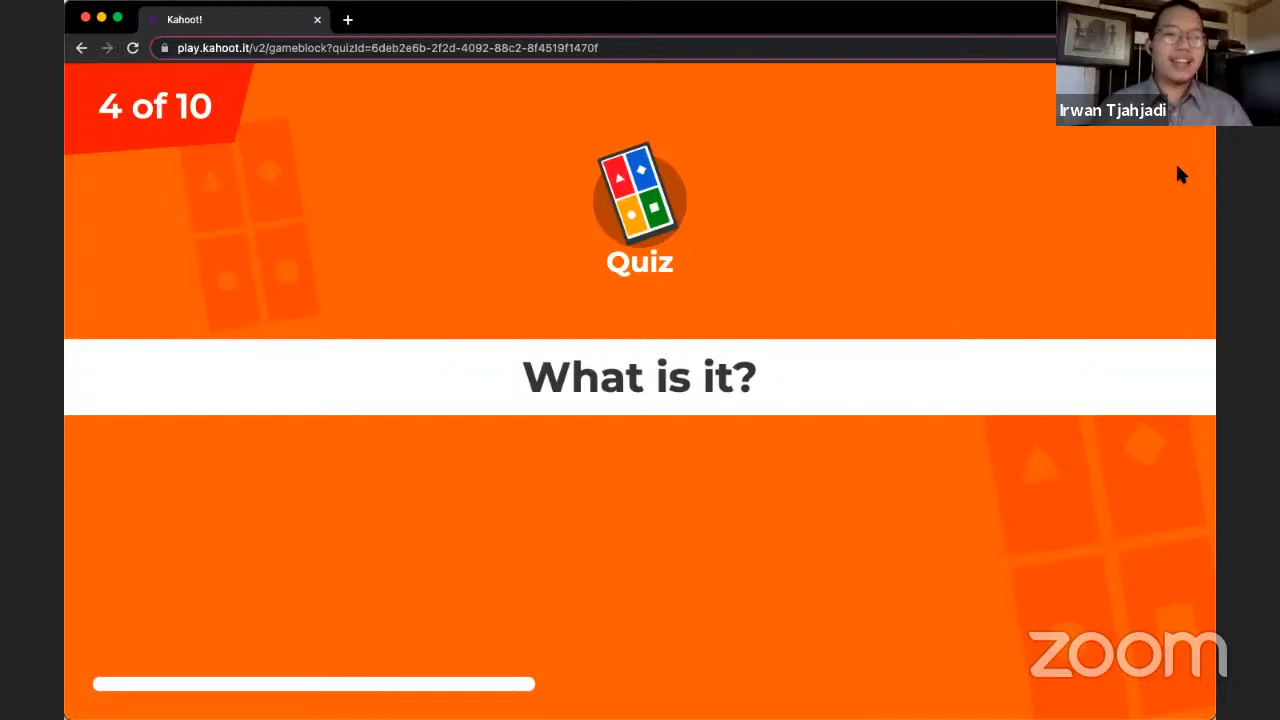 Kahoot!
play.kahoot.it/v2/gameblock?quizId=6deb2e6b-2f2d-4092-88c2-8f4519f1470f
Irwan Tjahjadi
4 of 10
Quiz
What is it?
zoom